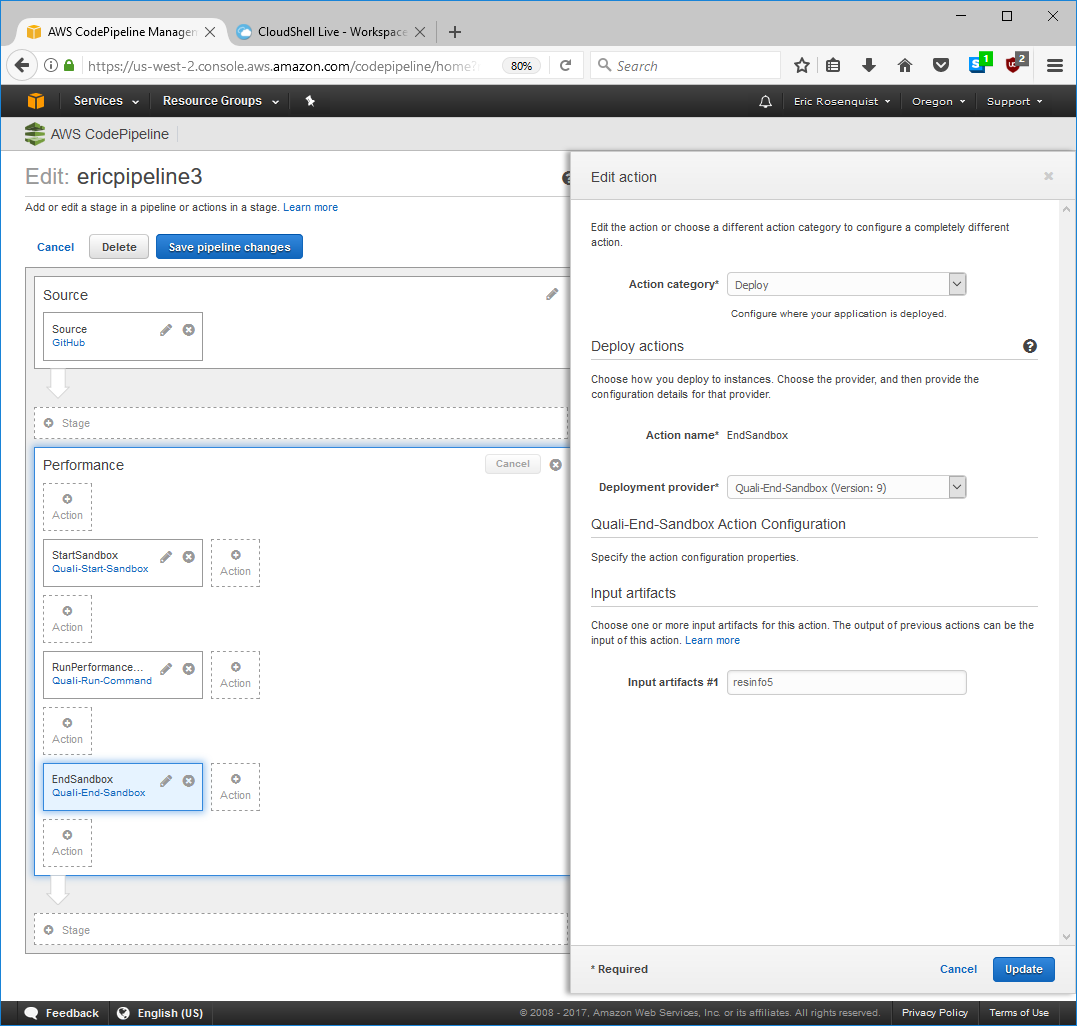 AWS CodePipeline Manager
CloudShell Live - Workspace
https://us-west-2.console.aws.amazon.com/codepipeline/home?
80%
Search
1
2
Services
Resource Groups
Eric Rosenquist
Oregon
Support
AWS CodePipeline
Edit: ericpipeline3
Add or edit a stage in a pipeline or actions in a stage. Learn more
Cancel
Delete
Save pipeline changes
Source
Source
GitHub
Stage
Performance
Cancel
Action
StartSandbox
Quali-Start-Sandbox
Action
Action
RunPerformance...
Quali-Run-Command
Action
Action
EndSandbox
Quali-End-Sandbox
Action
Action
Stage
Edit action
Edit the action or choose a different action category to configure a completely different
action.
Action category*
Deploy
Configure where your application is deployed.
Deploy actions
Choose how you deploy to instances. Choose the provider, and then provide the
configuration details for that provider.
Action name* EndSandbox
Deployment provider*
Quali-End-Sandbox (Version: 9)
Quali-End-Sandbox Action Configuration
Specify the action configuration properties.
Input artifacts
Choose one or more input artifacts for this action. The output of previous actions can be the
input of this action. Learn more
Input artifacts #1
resinfo5
* Required
Cancel
Update
Feedback
English (US)
© 2008 - 2017, Amazon Web Services, Inc. or its affiliates. All rights reserved.
Privacy Policy
Terms of Use